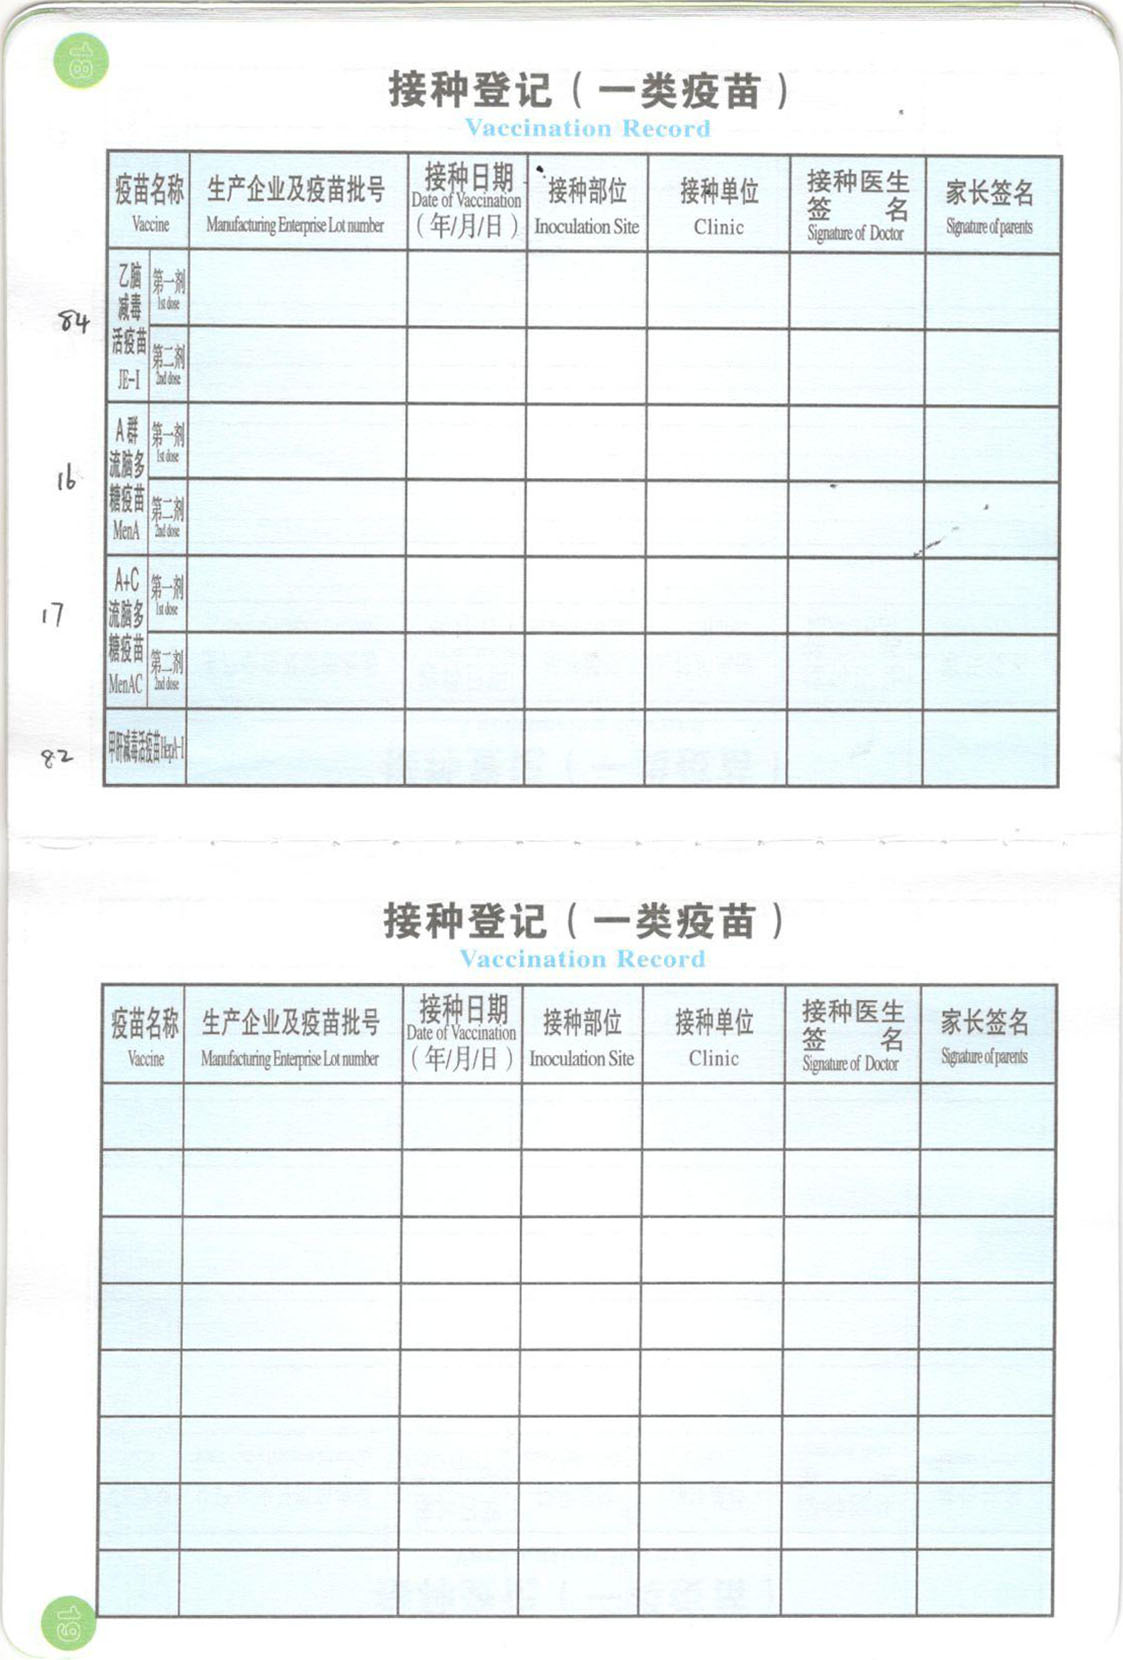 18
接种登记（一类疫苗）
Vaccination Record
疫苗名称
Vaccine
生产企业及疫苗批号
Manufacturing Enterprise Lot number
接种日期
Date of Vaccination
（年/月/日）
接种部位
Inoculation Site
接种单位
Clinic
接种医生
签 名
Signature of Doctor
家长签名
Signature of parents
84
乙脑
减毒
活疫苗
JE-I
第一剂
1st dose
第二剂
2nd dose
16
A群
流脑多
糖疫苗
MenA
第一剂
1st dose
第二剂
2nd dose
17
A+C
流脑多
糖疫苗
MenAC
第一剂
1st dose
第二剂
2nd dose
82
甲肝减毒活疫苗HepA-I
接种登记（一类疫苗）
Vaccination Record
疫苗名称
Vaccine
生产企业及疫苗批号
Manufacturing Enterprise Lot number
接种日期
Date of Vaccination
（年/月/日）
接种部位
Inoculation Site
接种单位
Clinic
接种医生
签 名
Signature of Doctor
家长签名
Signature of parents
19